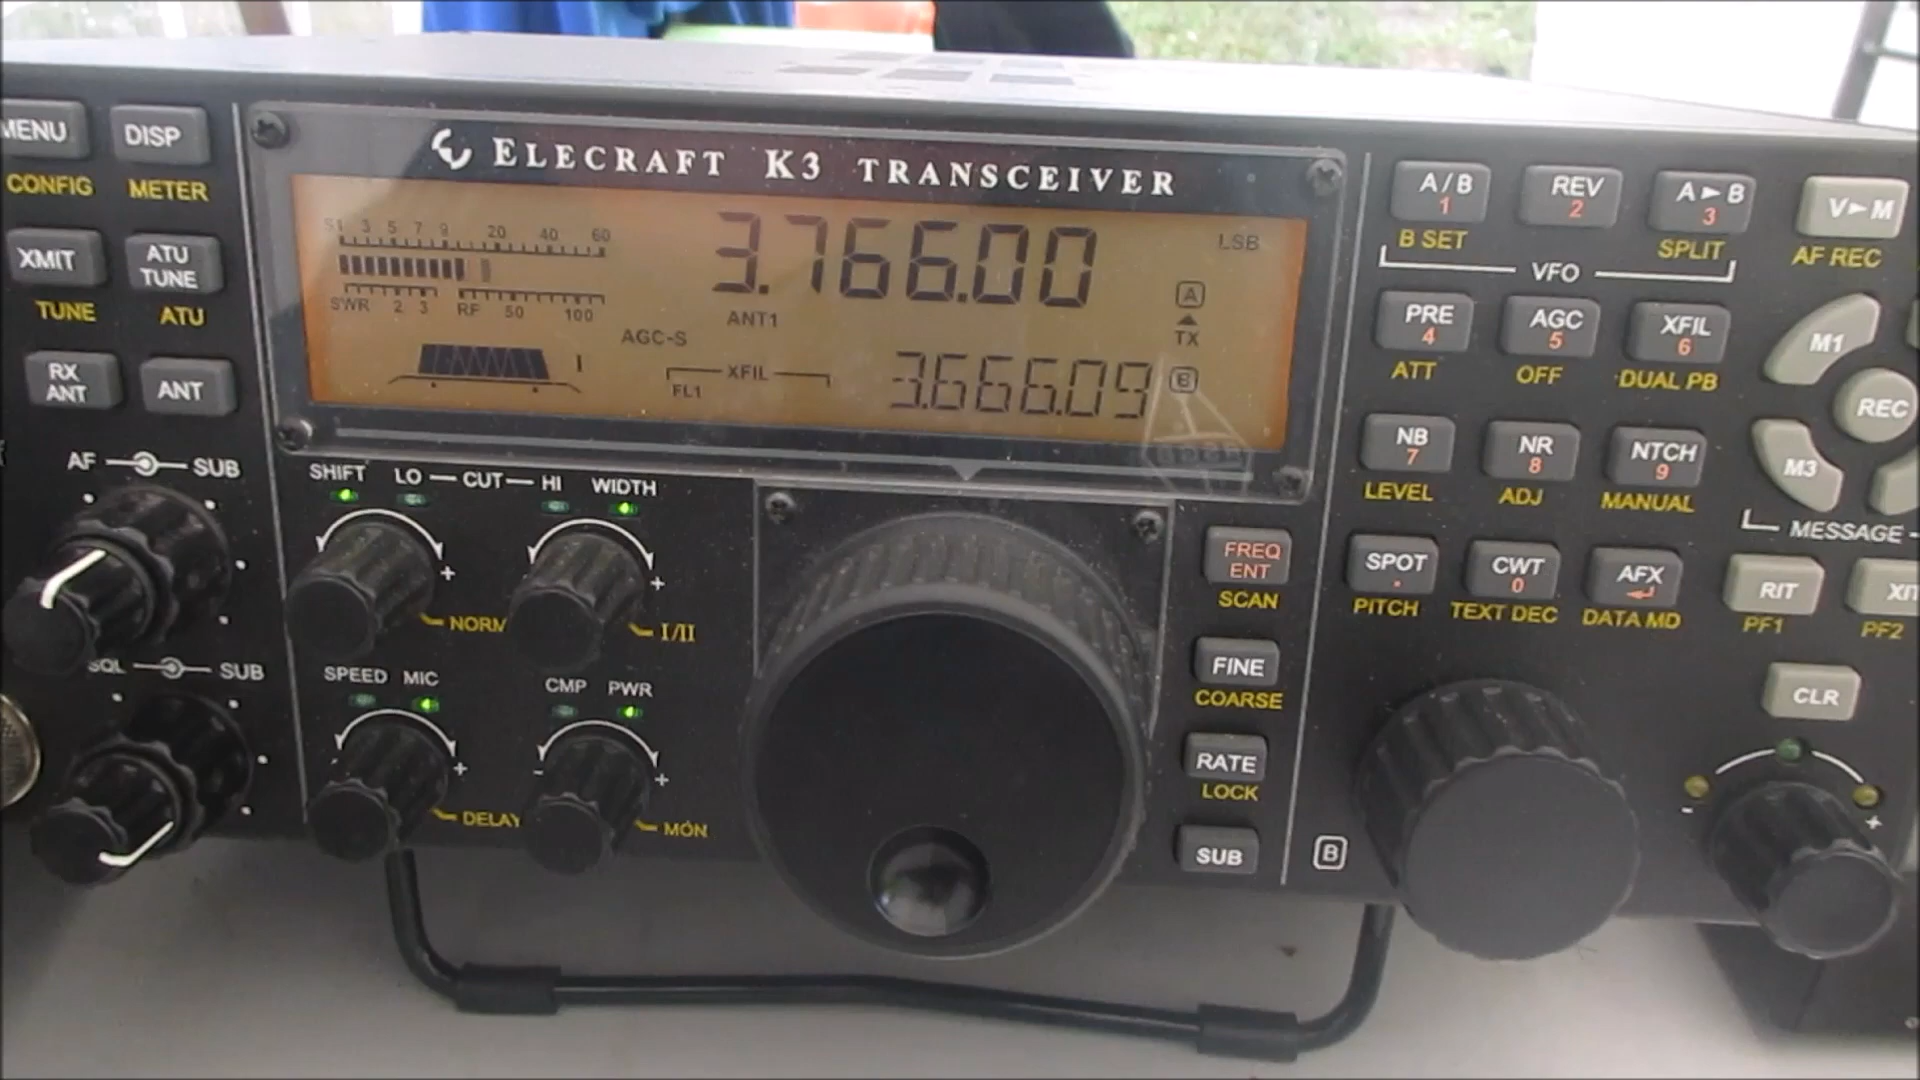 ELECRAFT K3 TRANSCEIVER
MENU DISP
CONFIG METER
XMIT ATU TUNE
TUNE ATU
RX ANT ANT
AF SUB
SQL SUB
S1 3 5 7 9 20 40 60
SWR 2 3 RF 50 100
3.766.00
LSB
ANT1
A
TX
AGC-S
XFIL
FL1
3.666.09
B
SHIFT LO CUT HI WIDTH
NORM I/II
SPEED MIC CMP PWR
DELAY MON
FREQ ENT
SCAN
FINE
COARSE
RATE
LOCK
SUB
A/B 1 REV 2 A►B 3 V►M
B SET SPLIT AF REC
VFO
PRE 4 AGC 5 XFIL 6 M1
ATT OFF DUAL PB
REC
NB 7 NR 8 NTCH 9 M3
LEVEL ADJ MANUAL
MESSAGE
SPOT . CWT 0 AFX RIT
PITCH TEXT DEC DATA MD PF1 PF2
CLR
- +
B